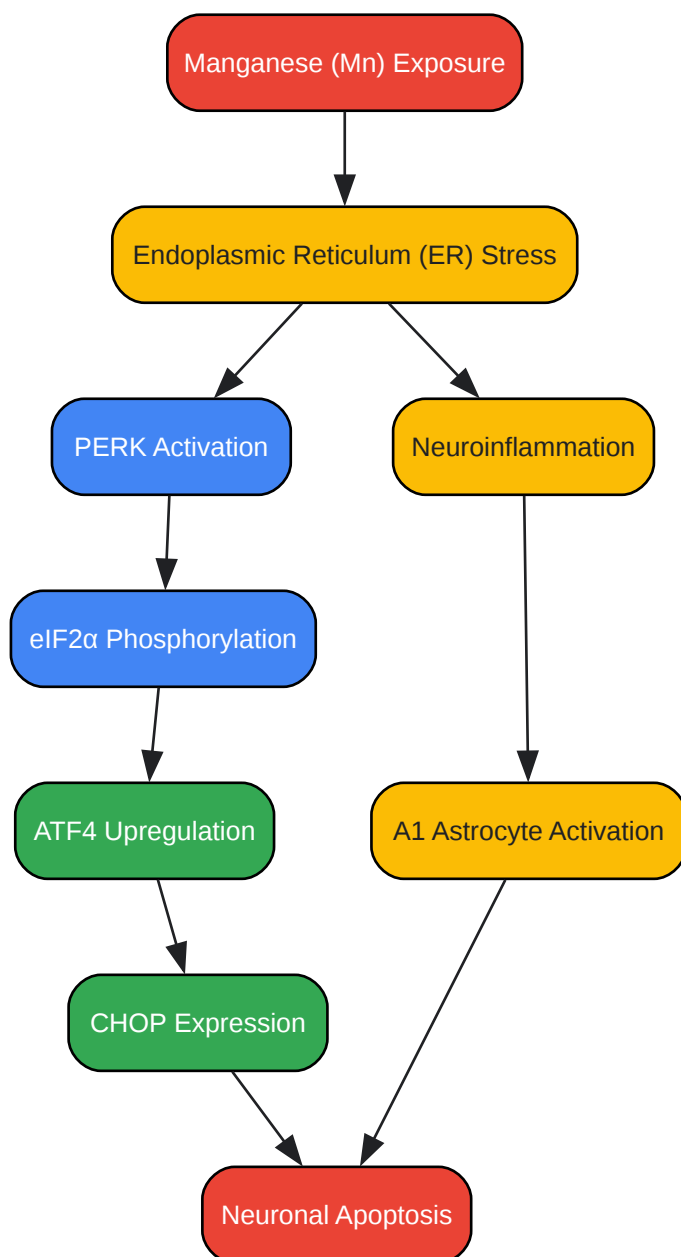 Manganese (Mn) Exposure
Endoplasmic Reticulum (ER) Stress
PERK Activation
Neuroinflammation
eIF2α Phosphorylation
ATF4 Upregulation
A1 Astrocyte Activation
CHOP Expression
Neuronal Apoptosis